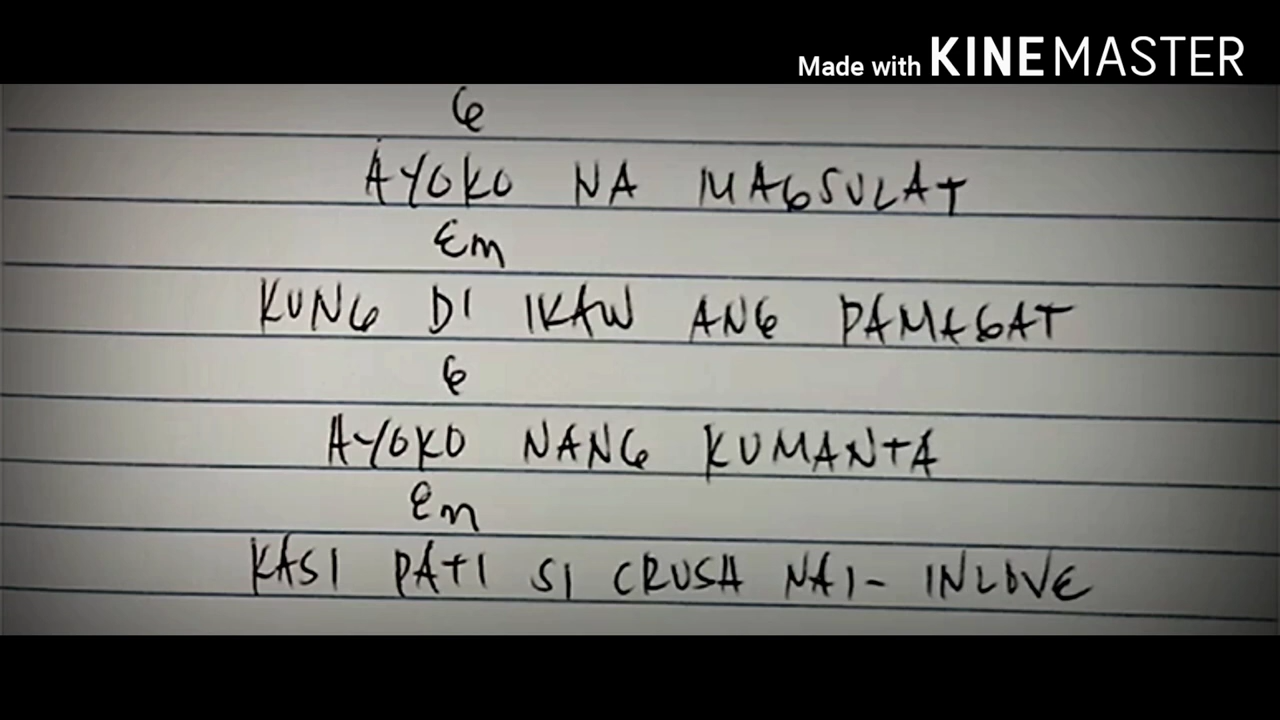 Made with KINEMASTER
G
AYOKO NA MAGSULAT
Em
KUNG DI IKAW ANG PAMAGAT
G
AYOKO NANG KUMANTA
Em
KASI PATI SI CRUSH NAI- INLOVE